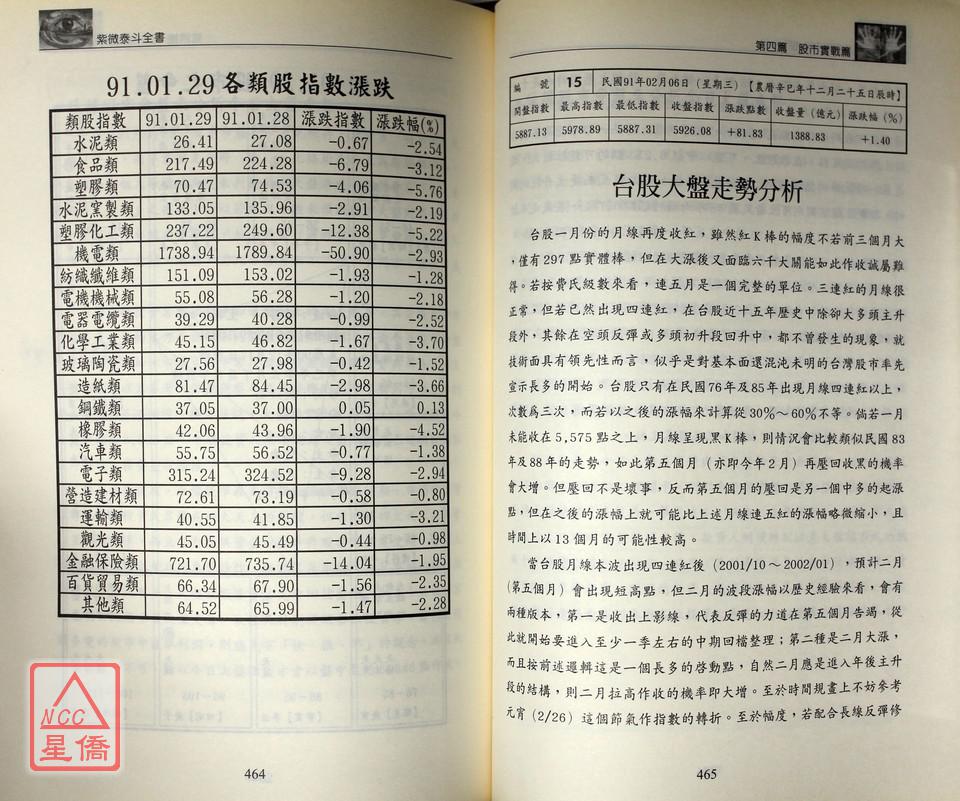 紫微泰斗全書
91.01.29各類股指數漲跌
類股指數 91.01.29 91.01.28 漲跌指數 漲跌幅(%)
水泥類 26.41 27.08 -0.67 -2.54
食品類 217.49 224.28 -6.79 -3.12
塑膠類 70.47 74.53 -4.06 -5.76
水泥窯製類 133.05 135.96 -2.91 -2.19
塑膠化工類 237.22 249.60 -12.38 -5.22
機電類 1738.94 1789.84 -50.90 -2.93
紡織纖維類 151.09 153.02 -1.93 -1.28
電機機械類 55.08 56.28 -1.20 -2.18
電器電纜類 39.29 40.28 -0.99 -2.52
化學工業類 45.15 46.82 -1.67 -3.70
玻璃陶瓷類 27.56 27.98 -0.42 -1.52
造紙類 81.47 84.45 -2.98 -3.66
鋼鐵類 37.05 37.00 0.05 0.13
橡膠類 42.06 43.96 -1.90 -4.52
汽車類 55.75 56.52 -0.77 -1.38
電子類 315.24 324.52 -9.28 -2.94
營造建材類 72.61 73.19 -0.58 -0.80
運輸類 40.55 41.85 -1.30 -3.21
觀光類 45.05 45.49 -0.44 -0.98
金融保險類 721.70 735.74 -14.04 -1.95
百貨貿易類 66.34 67.90 -1.56 -2.35
其他類 64.52 65.99 -1.47 -2.28
NCC
星僑
464
第四篇 股市實戰篇
編號 15 民國91年02月06日(星期三)【農曆辛巳年十二月二十五日辰時】
開盤指數 最高指數 最低指數 收盤指數 漲跌點數 收盤量(億元) 漲跌幅(%)
5887.13 5978.89 5887.31 5926.08 +81.83 1388.83 +1.40
台股大盤走勢分析
台股一月份的月線再度收紅,雖然紅K棒的幅度不若前三個月大
,僅有297點實體棒,但在大漲後又面臨六千大關能如此作收誠屬難
得。若按費氏級數來看,連五月是一個完整的單位。三連紅的月線很
正常,但若已然出現四連紅,在台股近十五年歷史中除卻大多頭主升
段外,其餘在空頭反彈或多頭初升段回升中,都不曾發生的現象,就
技術面具有領先性而言,似乎是對基本面還混沌未明的台灣股市率先
宣示長多的開始。台股只有在民國76年及85年出現月線四連紅以上,
次數為三次,而若以之後的漲幅來計算從30%~60%不等。倘若一月
未能收在5,575點之上,月線呈現黑K棒,則情況會比較類似民國83
年及88年的走勢,如此第五個月(亦即今年2月)再壓回收黑的機率
會大增。但壓回不是壞事,反而第五個月的壓回是另一個中多的起漲
點,但在之後的漲幅上就可能比上述月線連五紅的漲幅略微縮小,且
時間上以13個月的可能性較高。
當台股月線本波出現四連紅後(2001/10~2002/01),預計二月
(第五個月)會出現短高點,但二月的波段漲幅以歷史經驗來看,會有
兩種版本,第一是收出上影線,代表反彈的力道在第五個月告竭,從
此就開始要進入至少一季左右的中期回檔整理;第二種是二月大漲,
而且按前述邏輯這是一個長多的啟動點,自然二月應是進入年後主升
段的結構,則二月拉高作收的機率即大增。至於時間規畫上不妨參考
元宵(2/26)這個節氣作指數的轉折。至於幅度,若配合長線反彈修
465